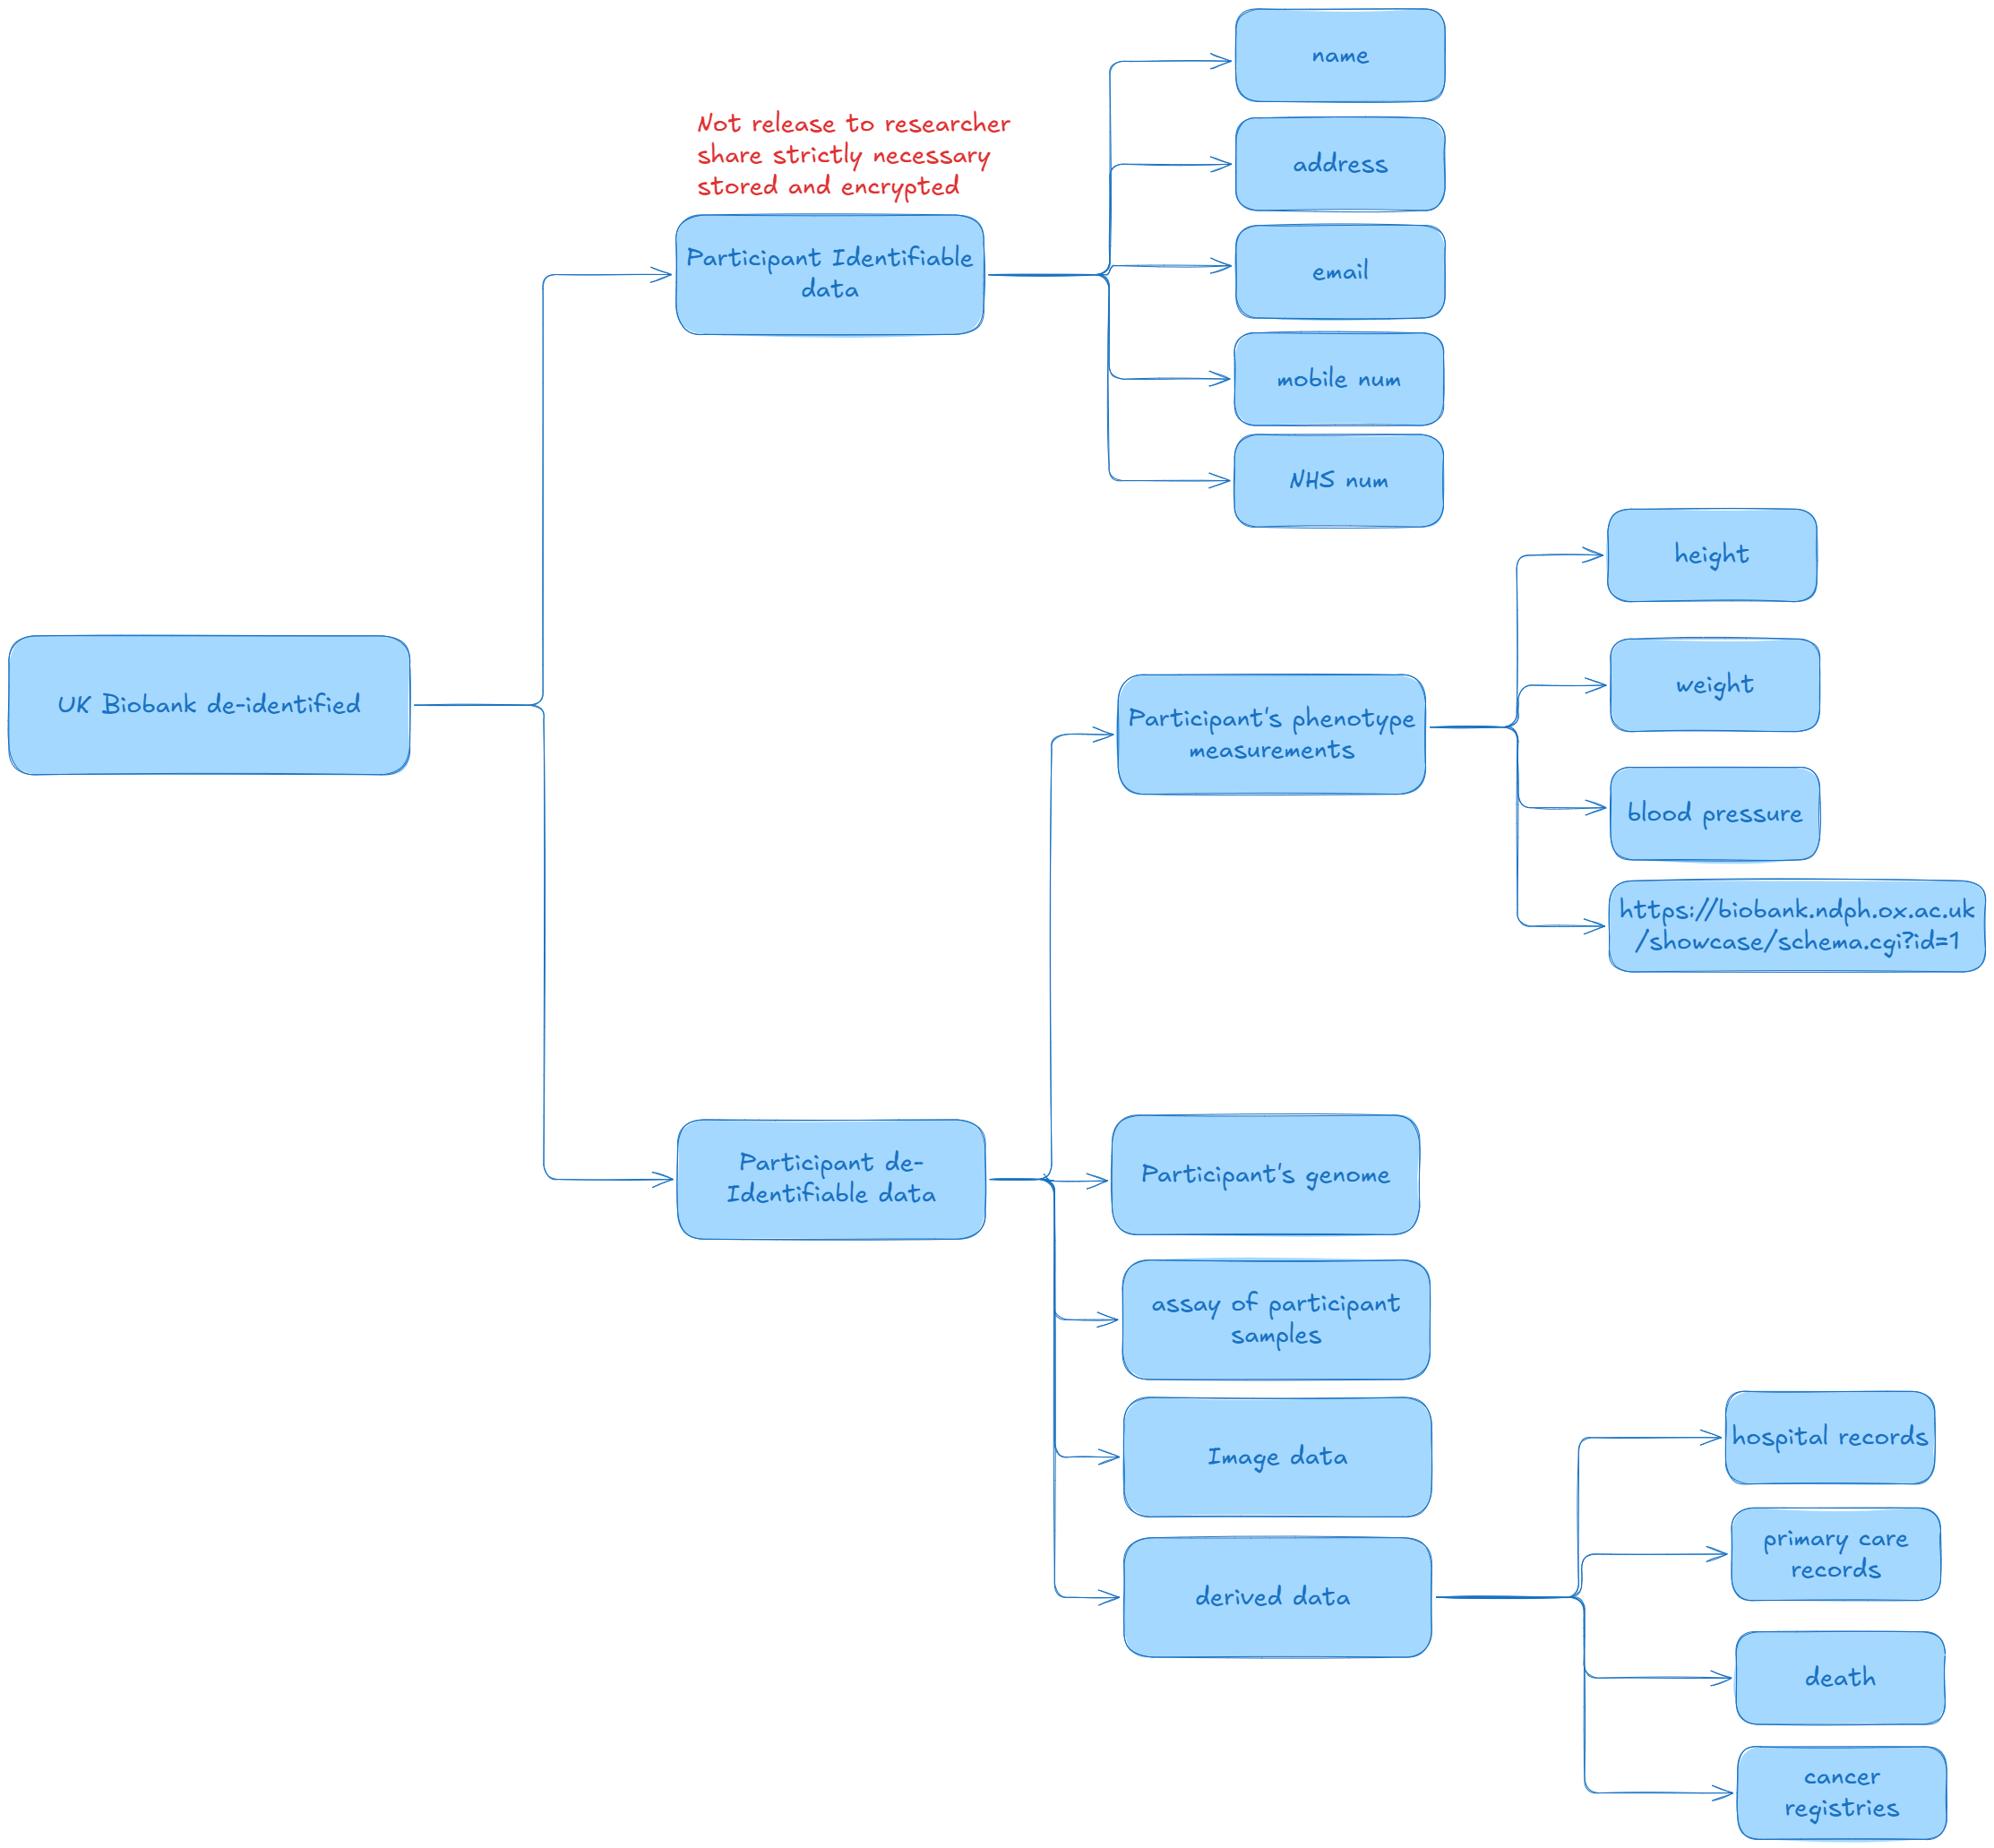 name
Not release to researcher
share strictly necessary
stored and encrypted
address
Participant Identifiable
data
email
mobile num
NHS num
height
UK Biobank de-identified
Participant's phenotype
measurements
weight
blood pressure
https://biobank.ndph.ox.ac.uk
/showcase/schema.cgi?id=1
Participant de-
Identifiable data
Participant's genome
assay of participant
samples
Image data
derived data
hospital records
primary care
records
death
cancer
registries